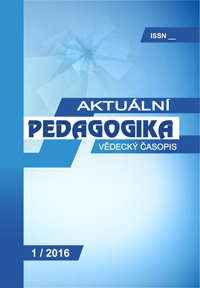 ISSN __
AKTUÁLNÍ
PEDAGOGIKA
VĚDECKÝ ČASOPIS
1 / 2016